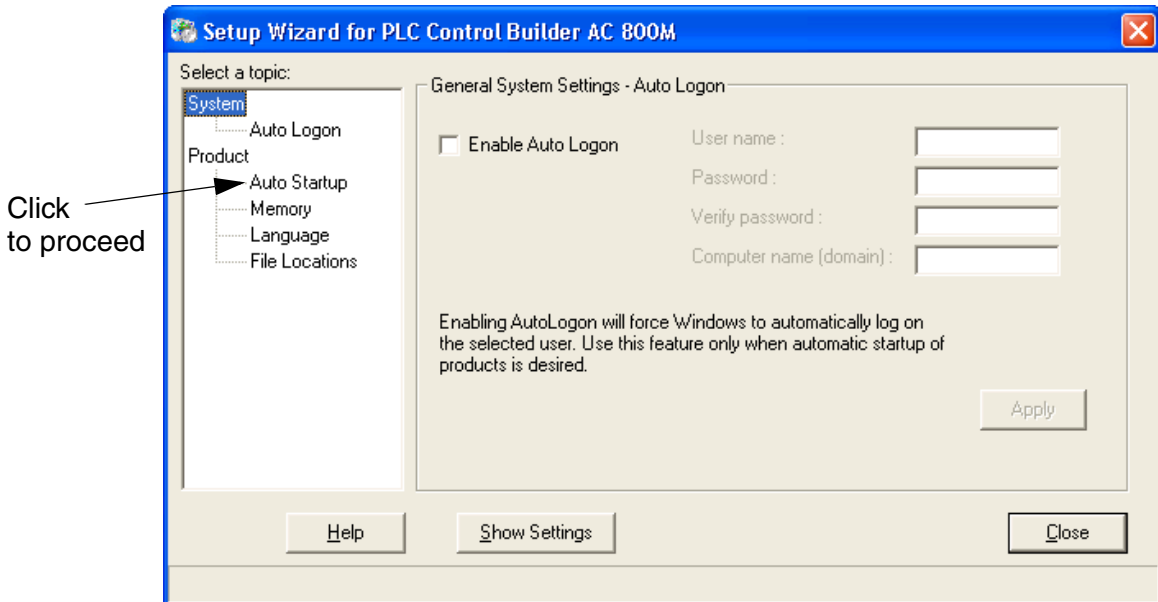 Setup Wizard for PLC Control Builder AC 800M
Select a topic:
System
Auto Logon
Product
Auto Startup
Memory
Language
File Locations
Click
to proceed
General System Settings - Auto Logon
Enable Auto Logon
User name :
Password :
Verify password :
Computer name (domain) :
Enabling AutoLogon will force Windows to automatically log on
the selected user. Use this feature only when automatic startup of
products is desired.
Apply
Help
Show Settings
Close